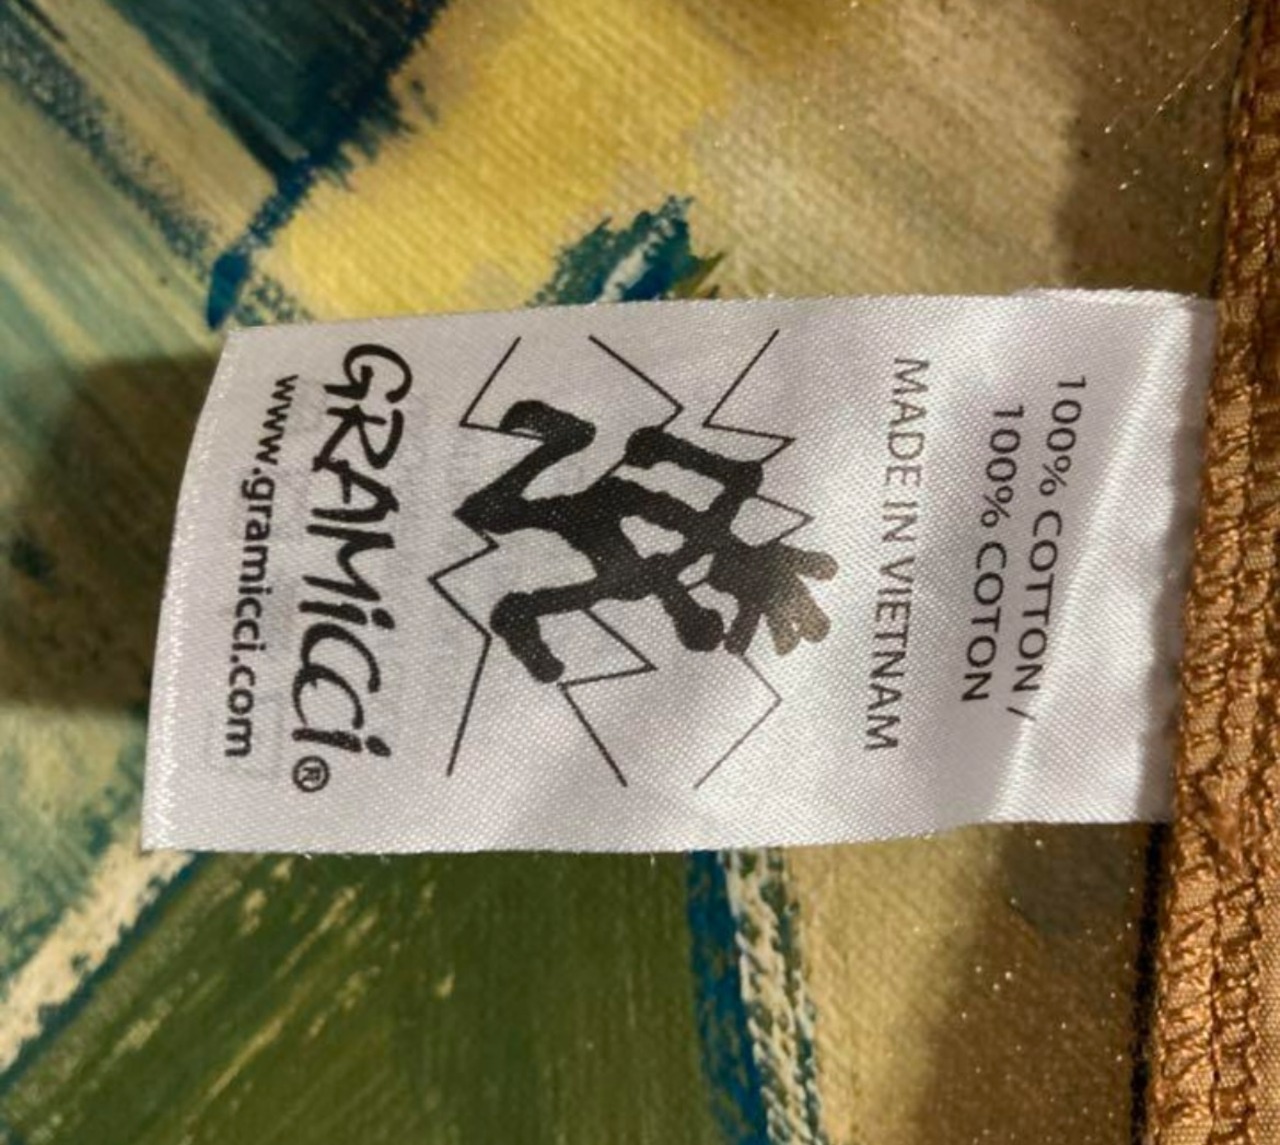 100% COTTON /
100% COTON
MADE IN VIETNAM
GRAMiCCi®
www.gramicci.com